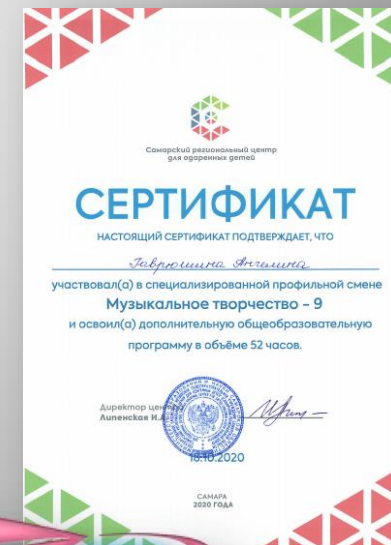 Самарский региональный центр
для одаренных детей
СЕРТИФИКАТ
НАСТОЯЩИЙ СЕРТИФИКАТ ПОДТВЕРЖДАЕТ, ЧТО
Гаврюшина Ангелина
участвовал(а) в специализированной профильной смене
Музыкальное творчество – 9
и освоил(а) дополнительную общеобразовательную
программу в объёме 52 часов.
Директор центра
Липенская И.А.
16.10.2020
САМАРА
2020 ГОДА